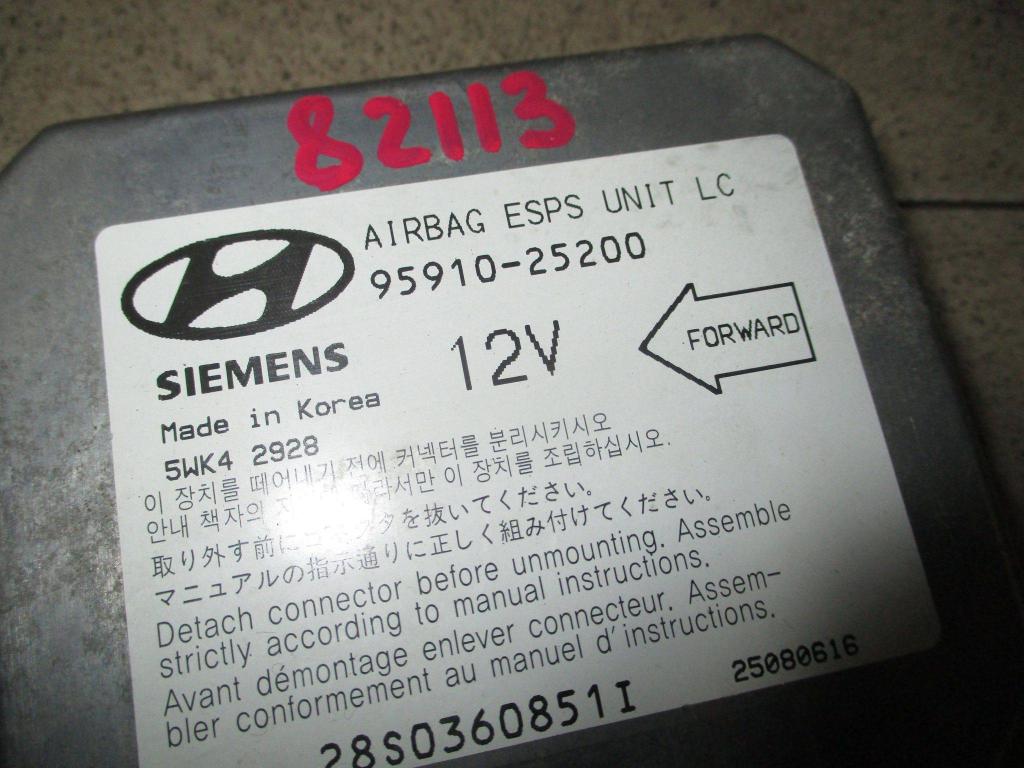 82113
AIRBAG ESPS UNIT LC
95910-25200
12V
FORWARD
SIEMENS
Made in Korea
5WK4 2928
이 장치를 떼어내기 전에 커넥터를 분리시키시오
안내 책자의 따라서만 이 장치를 조립하십시오.
取り外す前にコネクタを抜いてください。
マニュアルの指示通りに正しく組み付けてください。
Detach connector before unmounting. Assemble
strictly according to manual instructions.
Avant démontage enlever connecteur. Assem-
bler conformement au manuel d'instructions.
25080616
28S0360851I